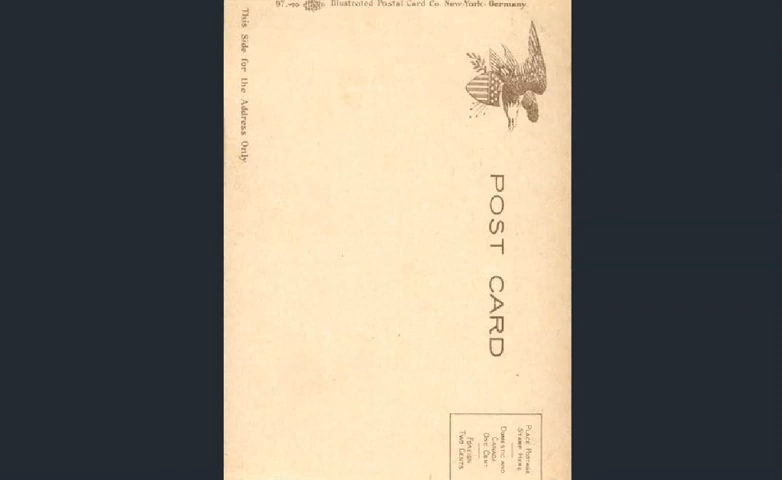 97. Illustrated Postal Card Co. New York - Germany.
This Side for the Address Only.
POST CARD
PLACE POSTAGE
STAMP HERE
DOMESTIC AND
CANADA
ONE CENT
FOREIGN
TWO CENTS